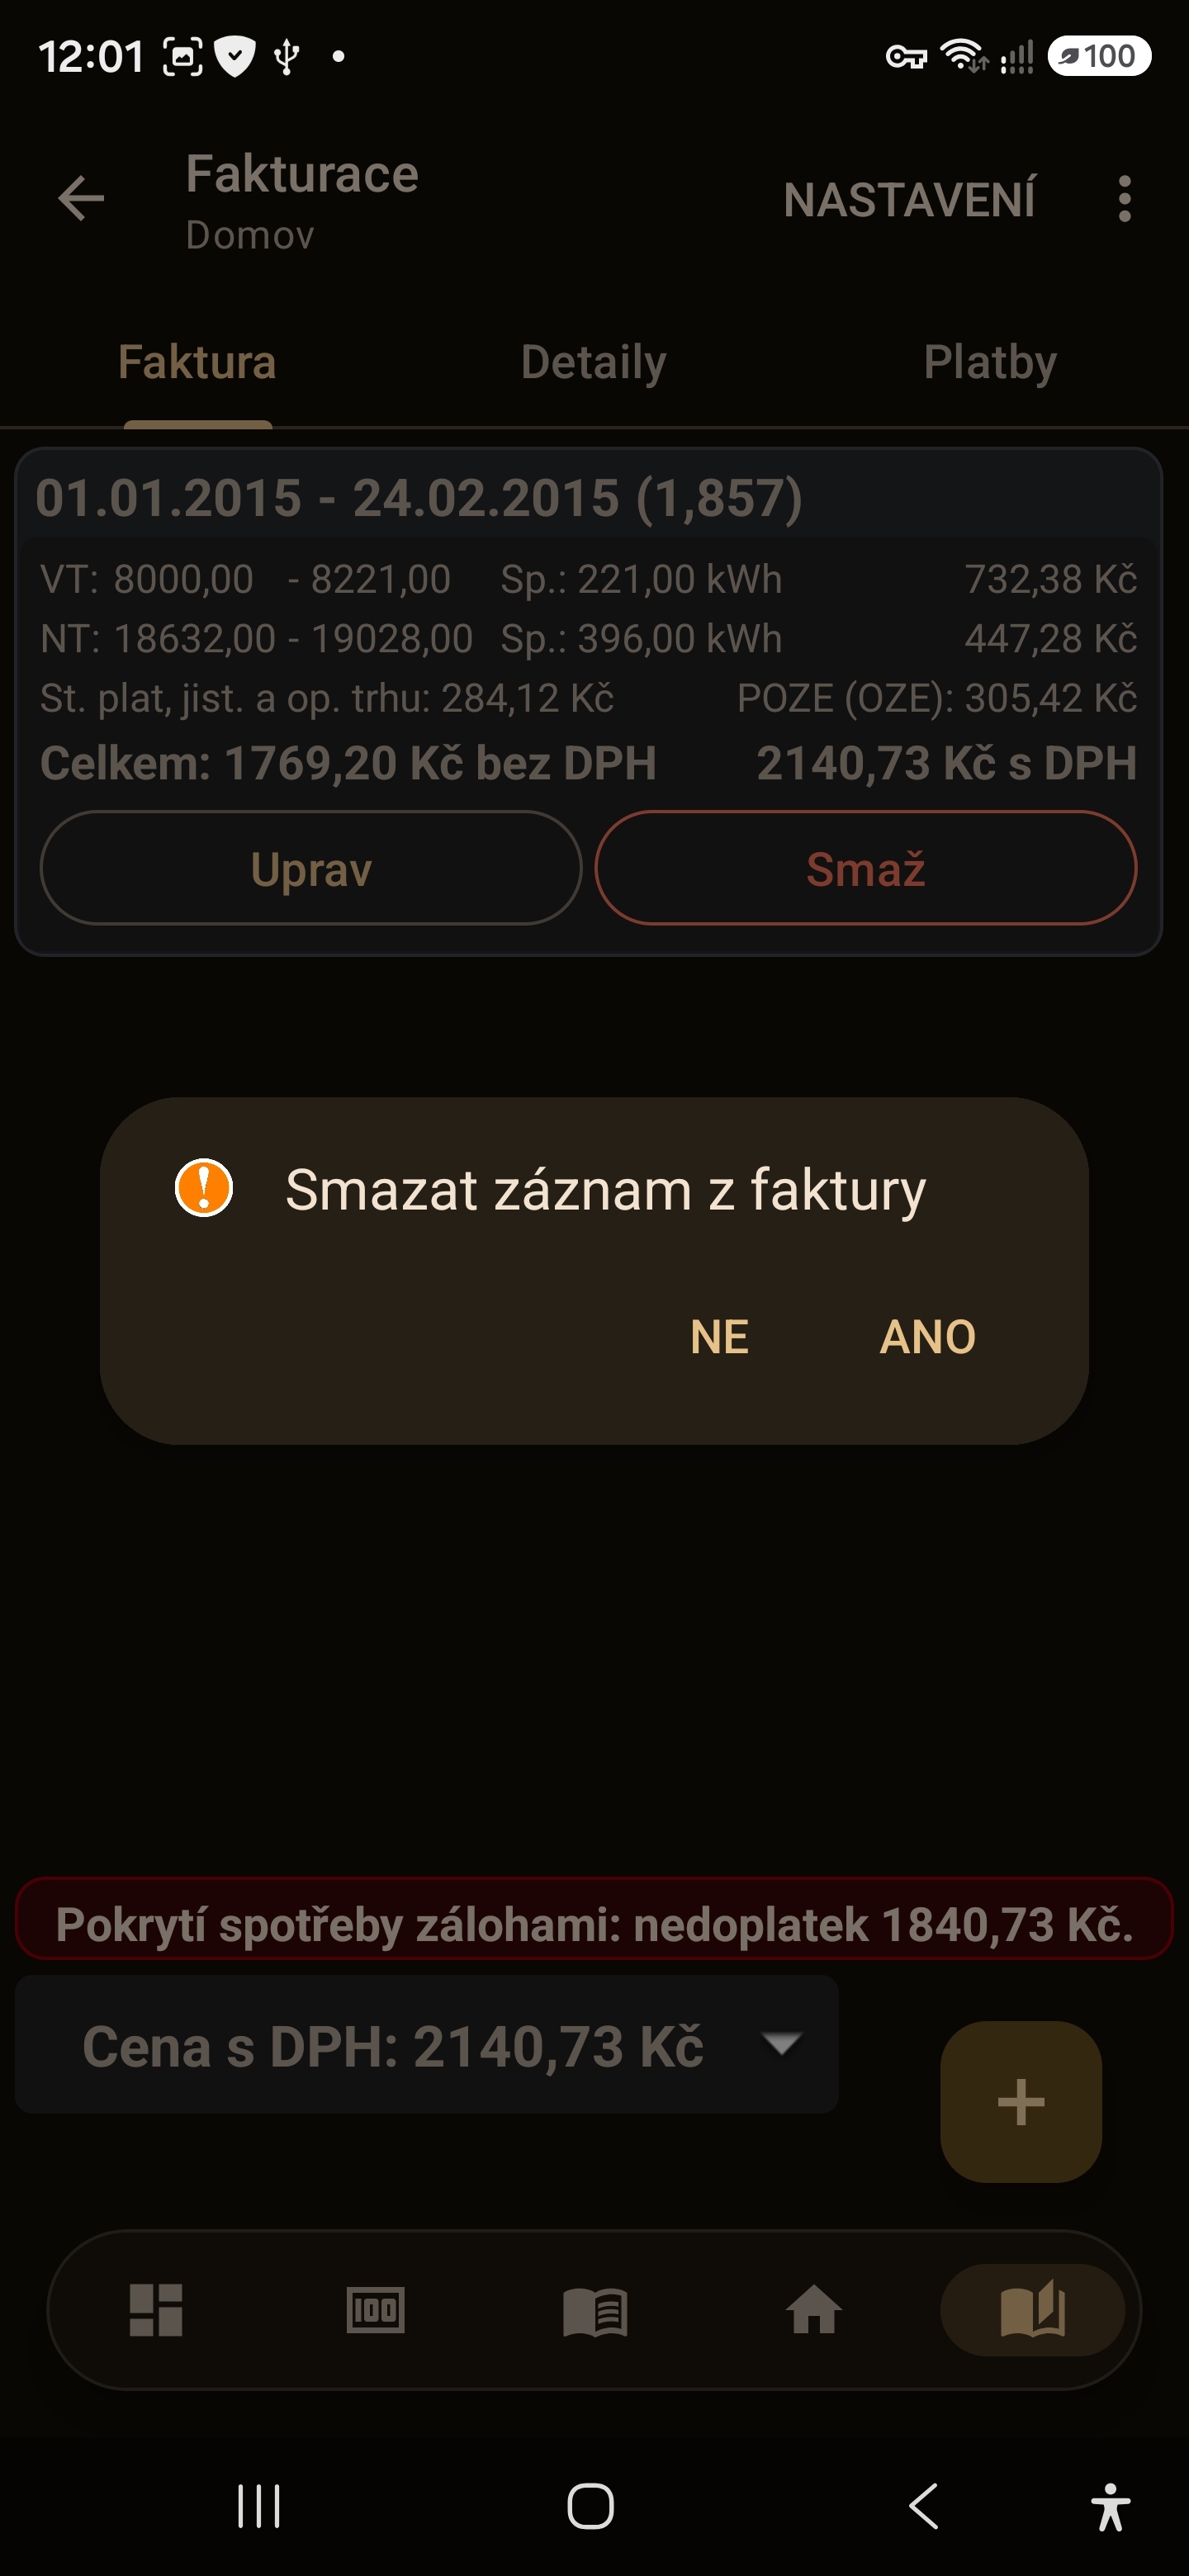 12:01
100
Fakturace
Domov
NASTAVENÍ
Faktura
Detaily
Platby
01.01.2015 - 24.02.2015 (1,857)
VT: 8000,00 - 8221,00 Sp.: 221,00 kWh 732,38 Kč
NT: 18632,00 - 19028,00 Sp.: 396,00 kWh 447,28 Kč
St. plat, jist. a op. trhu: 284,12 Kč POZE (OZE): 305,42 Kč
Celkem: 1769,20 Kč bez DPH 2140,73 Kč s DPH
Uprav
Smaž
Smazat záznam z faktury
NE
ANO
Pokrytí spotřeby zálohami: nedoplatek 1840,73 Kč.
Cena s DPH: 2140,73 Kč
+
100